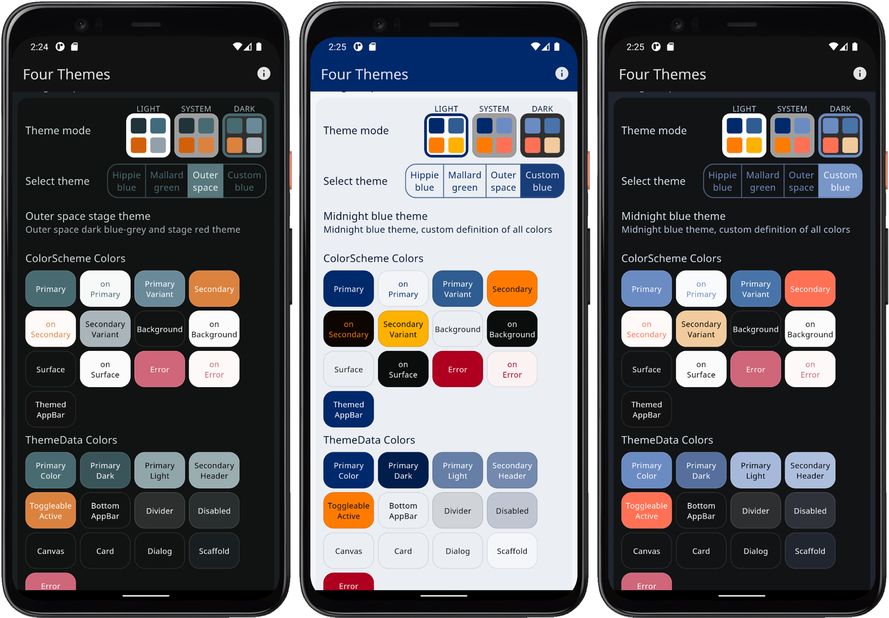 2:24
Four Themes
LIGHT SYSTEM DARK
Theme mode
Select theme
Hippie blue
Mallard green
Outer space
Custom blue
Outer space stage theme
Outer space dark blue-grey and stage red theme
ColorScheme Colors
Primary
on Primary
Primary Variant
Secondary
on Secondary
Secondary Variant
Background
on Background
Surface
on Surface
Error
on Error
Themed AppBar
ThemeData Colors
Primary Color
Primary Dark
Primary Light
Secondary Header
Toggleable Active
Bottom AppBar
Divider
Disabled
Canvas
Card
Dialog
Scaffold
Error
2:25
Four Themes
LIGHT SYSTEM DARK
Theme mode
Select theme
Hippie blue
Mallard green
Outer space
Custom blue
Midnight blue theme
Midnight blue theme, custom definition of all colors
ColorScheme Colors
Primary
on Primary
Primary Variant
Secondary
on Secondary
Secondary Variant
Background
on Background
Surface
on Surface
Error
on Error
Themed AppBar
ThemeData Colors
Primary Color
Primary Dark
Primary Light
Secondary Header
Toggleable Active
Bottom AppBar
Divider
Disabled
Canvas
Card
Dialog
Scaffold
Error
2:25
Four Themes
LIGHT SYSTEM DARK
Theme mode
Select theme
Hippie blue
Mallard green
Outer space
Custom blue
Midnight blue theme
Midnight blue theme, custom definition of all colors
ColorScheme Colors
Primary
on Primary
Primary Variant
Secondary
on Secondary
Secondary Variant
Background
on Background
Surface
on Surface
Error
on Error
Themed AppBar
ThemeData Colors
Primary Color
Primary Dark
Primary Light
Secondary Header
Toggleable Active
Bottom AppBar
Divider
Disabled
Canvas
Card
Dialog
Scaffold
Error